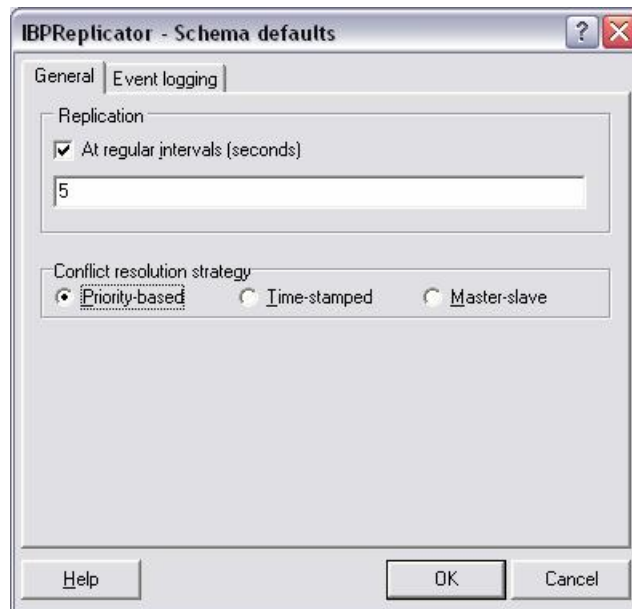 IBPReplicator - Schema defaults
General Event logging
Replication
At regular intervals (seconds)
5
Conflict resolution strategy
Priority-based Time-stamped Master-slave
Help OK Cancel